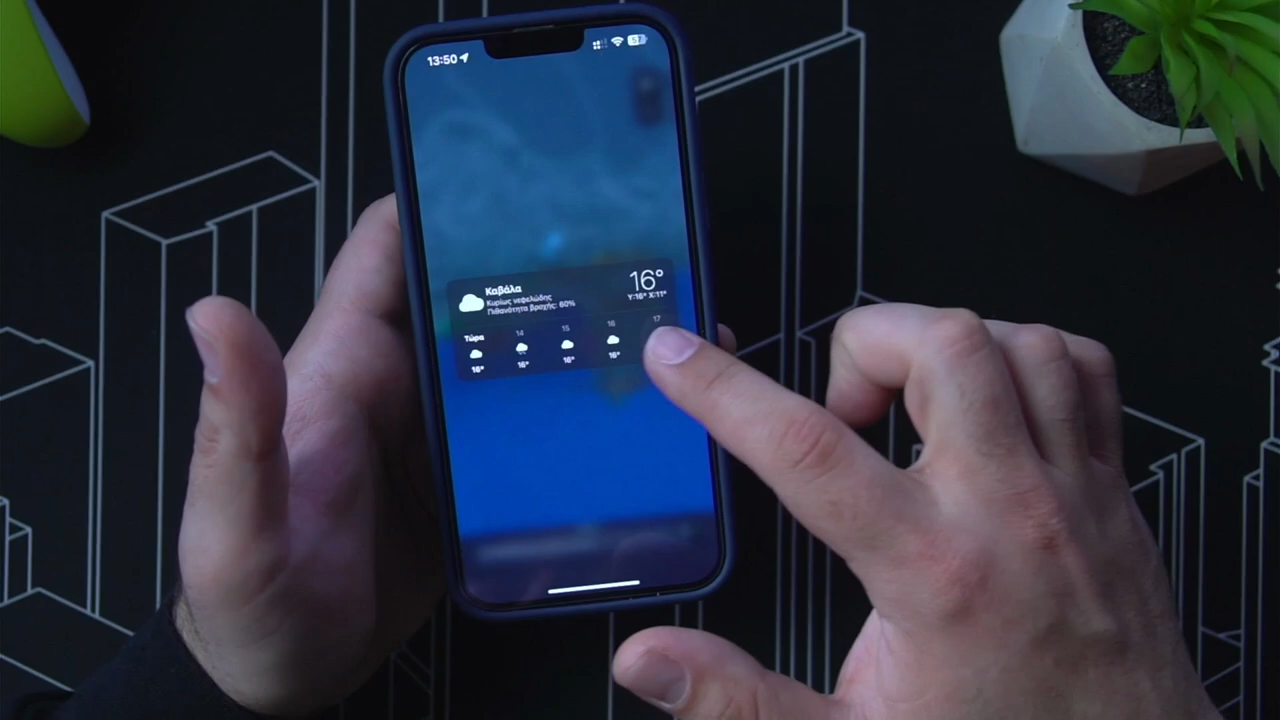 13:50
57
Καβάλα
16°
Κυρίως νεφελώδης
Πιθανότητα βροχής: 60%
Υ:16° Χ:11°
Τώρα 14 15 16 17
16° 16° 16° 16°